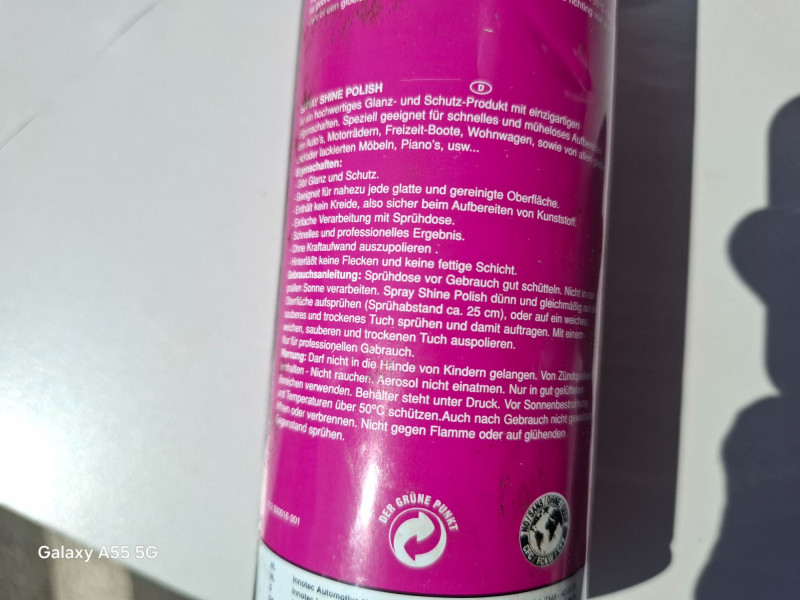 SPRAY SHINE POLISH
D
ein hochwertiges Glanz- und Schutz-Produkt mit einzigartigen
Eigenschaften. Speziell geeignet für schnelles und müheloses
Auto's, Motorrädern, Freizeit-Boote, Wohnwagen, sowie von
lackierten Möbeln, Piano's, usw...
Eigenschaften:
- Gibt Glanz und Schutz.
- Geeignet für nahezu jede glatte und gereinigte Oberfläche.
- Enthält kein Kreide, also sicher beim Aufbereiten von Kunststoff.
- Einfache Verarbeitung mit Sprühdose.
- Schnelles und professionelles Ergebnis.
- Ohne Kraftaufwand auszupolieren
- Hinterläßt keine Flecken und keine fettige Schicht.
Gebrauchsanleitung: Sprühdose vor Gebrauch gut schütteln. Nicht in
Sonne verarbeiten. Spray Shine Polish dünn und gleichmäßig
Oberfläche aufsprühen (Sprühabstand ca. 25 cm), oder auf ein weiches,
sauberes und trockenes Tuch sprühen und damit auftragen. Mit einem
weichen, sauberen und trockenen Tuch auspolieren.
Nur für professionellen Gabrauch.
Warnung: Darf nicht in die Hände von Kindern gelangen. Von
- Nicht rauchen. Aerosol nicht einatmen. Nur in gut gelüfteten
Bereichen verwenden. Behälter steht unter Druck. Vor Sonnenbestrahlung
und Temperaturen über 50°C schützen.Auch nach Gebrauch nicht
öffnen oder verbrennen. Nicht gegen Flamme oder auf glühenden
Gegenstand sprühen.
DER GRÜNE PUNKT
innotec Automotive
Galaxy A55 5G